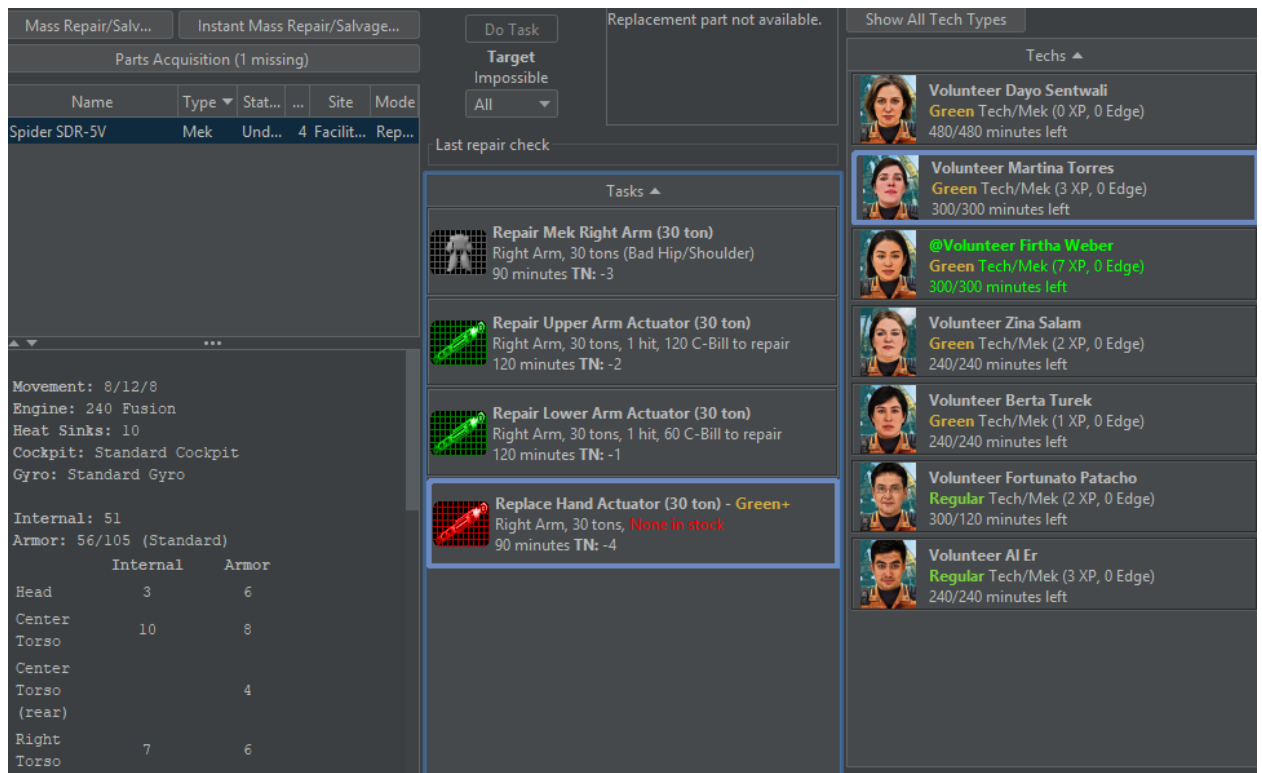 Mass Repair/Salv...
Instant Mass Repair/Salvage...
Parts Acquisition (1 missing)
Name Type Stat... ... Site Mode
Spider SDR-5V Mek Und... 4 Facilit... Rep...
Movement: 8/12/8
Engine: 240 Fusion
Heat Sinks: 10
Cockpit: Standard Cockpit
Gyro: Standard Gyro
Internal: 51
Armor: 56/105 (Standard)
Internal Armor
Head 3 6
Center
Torso 10 8
Center
Torso
(rear) 4
Right
Torso 7 6
Do Task
Target
Impossible
All
Replacement part not available.
Last repair check
Tasks
Repair Mek Right Arm (30 ton)
Right Arm, 30 tons (Bad Hip/Shoulder)
90 minutes TN: -3
Repair Upper Arm Actuator (30 ton)
Right Arm, 30 tons, 1 hit, 120 C-Bill to repair
120 minutes TN: -2
Repair Lower Arm Actuator (30 ton)
Right Arm, 30 tons, 1 hit, 60 C-Bill to repair
120 minutes TN: -1
Replace Hand Actuator (30 ton) - Green+
Right Arm, 30 tons, None in stock
90 minutes TN: -4
Show All Tech Types
Techs
Volunteer Dayo Sentwali
Green Tech/Mek (0 XP, 0 Edge)
480/480 minutes left
Volunteer Martina Torres
Green Tech/Mek (3 XP, 0 Edge)
300/300 minutes left
@Volunteer Firtha Weber
Green Tech/Mek (7 XP, 0 Edge)
300/300 minutes left
Volunteer Zina Salam
Green Tech/Mek (2 XP, 0 Edge)
240/240 minutes left
Volunteer Berta Turek
Green Tech/Mek (1 XP, 0 Edge)
240/240 minutes left
Volunteer Fortunato Patacho
Regular Tech/Mek (2 XP, 0 Edge)
300/120 minutes left
Volunteer Al Er
Regular Tech/Mek (3 XP, 0 Edge)
240/240 minutes left